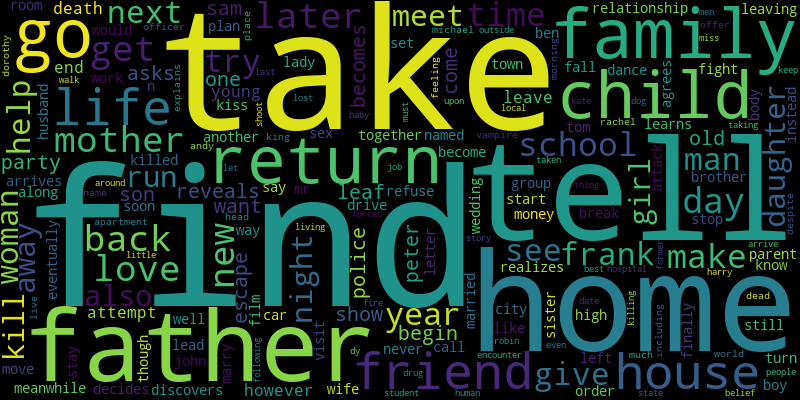 room
death
next
sam
later
meet
time
relationship
men
leaving
officer
would
plan
place
michael
outside
ben
offer
miss
go
take
family
dorothy
get
try
lady
set
morning
keep
walk
end
asks
n
one
becomes
come
town
fall
dance
fight
work
explains
young
last
feeling
agrees
body
help
life
husband
kiss
shoot
lost
must
upon
leave
local
kate
dog
child
instead
another
sex
baby
together
named
tom
rachel
learns
taking
mother
killed
andy
king
become
vampire
school
old
party
return
job
taken
man
daughter
arrives
run
let
say
mr
leaf
refuse
group
thing
girl
attack
brother
along
son
reveals
drive
start
tell
day
despite
woman
away
soon
want
wedding
money
break
stop
around
name
find
head
way
new
back
apartment
little
living
forced
peter
letter
story
see
frank
make
parent
arrive
love
night
police
realizes
former
know
also
eventually
escape
best
hospital
harry
kill
attempt
film
car
fire
year
married
city
home
date
dead
live
though
well
show
begin
like
sister
high
killing
including
finally
still
father
lead
john
visit
never
call
robin
even
move
stay
marry
following
dy
encounter
left
much
world
turn
meanwhile
decides
discovers
however
wife
drug
student
friend
human
give
order
house
state
belief
people
boy